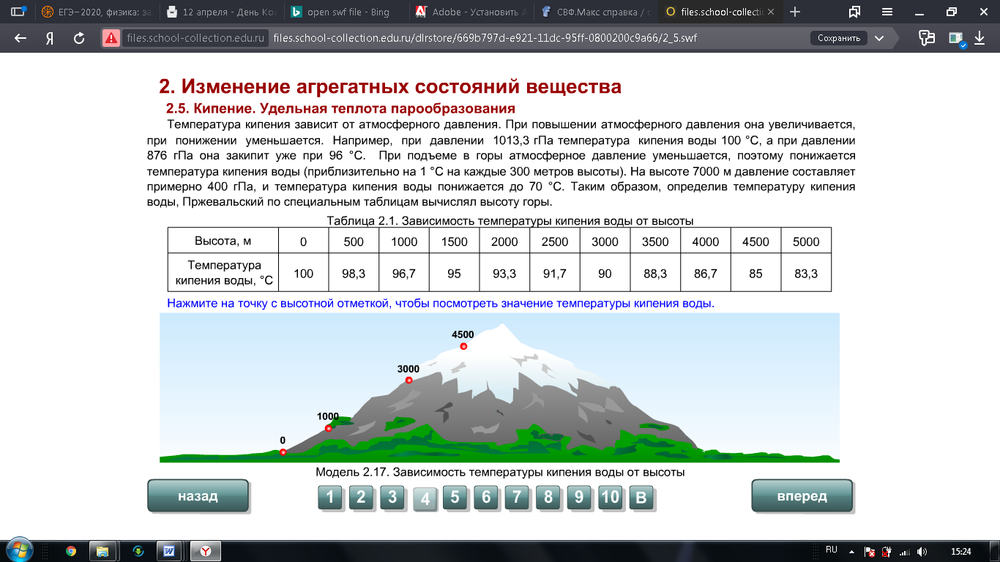 ЕГЭ−2020, физика: за
12 апреля - День Кос
open swf file - Bing
Adobe - Установить A
СВФ.Макс справка / с
files.school-collectic
files.school-collection.edu.ru
files.school-collection.edu.ru/dlrstore/669b797d-e921-11dc-95ff-0800200c9a66/2_5.swf
Сохранить
2. Изменение агрегатных состояний вещества
2.5. Кипение. Удельная теплота парообразования
Температура кипения зависит от атмосферного давления. При повышении атмосферного давления она увеличивается,
при понижении уменьшается. Например, при давлении 1013,3 гПа температура кипения воды 100 °С, а при давлении
876 гПа она закипит уже при 96 °С. При подъеме в горы атмосферное давление уменьшается, поэтому понижается
температура кипения воды (приблизительно на 1 °С на каждые 300 метров высоты). На высоте 7000 м давление составляет
примерно 400 гПа, и температура кипения воды понижается до 70 °С. Таким образом, определив температуру кипения
воды, Пржевальский по специальным таблицам вычислял высоту горы.
Таблица 2.1. Зависимость температуры кипения воды от высоты
Высота, м 0 500 1000 1500 2000 2500 3000 3500 4000 4500 5000
Температура
кипения воды, °С 100 98,3 96,7 95 93,3 91,7 90 88,3 86,7 85 83,3
Нажмите на точку с высотной отметкой, чтобы посмотреть значение температуры кипения воды.
4500
3000
1000
0
Модель 2.17. Зависимость температуры кипения воды от высоты
назад 1 2 3 4 5 6 7 8 9 10 В вперед
RU 15:24